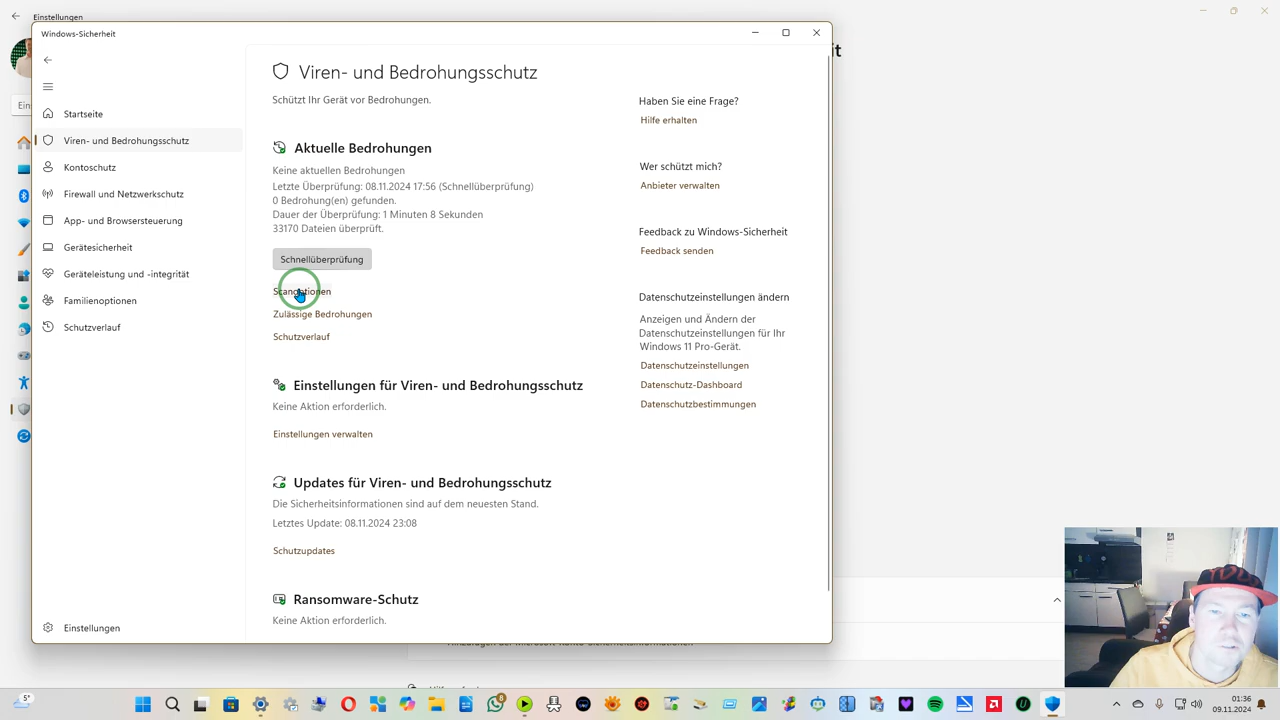 Einstellungen
Windows-Sicherheit
Ein
Startseite
Viren- und Bedrohungsschutz
Kontoschutz
Firewall und Netzwerkschutz
App- und Browsersteuerung
Gerätesicherheit
Geräteleistung und -integrität
Familienoptionen
Schutzverlauf
Einstellungen
Viren- und Bedrohungsschutz
Schützt Ihr Gerät vor Bedrohungen.
Aktuelle Bedrohungen
Keine aktuellen Bedrohungen
Letzte Überprüfung: 08.11.2024 17:56 (Schnellüberprüfung)
0 Bedrohung(en) gefunden.
Dauer der Überprüfung: 1 Minuten 8 Sekunden
33170 Dateien überprüft.
Schnellüberprüfung
Scanoptionen
Zulässige Bedrohungen
Schutzverlauf
Einstellungen für Viren- und Bedrohungsschutz
Keine Aktion erforderlich.
Einstellungen verwalten
Updates für Viren- und Bedrohungsschutz
Die Sicherheitsinformationen sind auf dem neuesten Stand.
Letztes Update: 08.11.2024 23:08
Schutzupdates
Ransomware-Schutz
Keine Aktion erforderlich.
Haben Sie eine Frage?
Hilfe erhalten
Wer schützt mich?
Anbieter verwalten
Feedback zu Windows-Sicherheit
Feedback senden
Datenschutzeinstellungen ändern
Anzeigen und Ändern der
Datenschutzeinstellungen für Ihr
Windows 11 Pro-Gerät.
Datenschutzeinstellungen
Datenschutz-Dashboard
Datenschutzbestimmungen
5°
8
01:36
09.11.2024